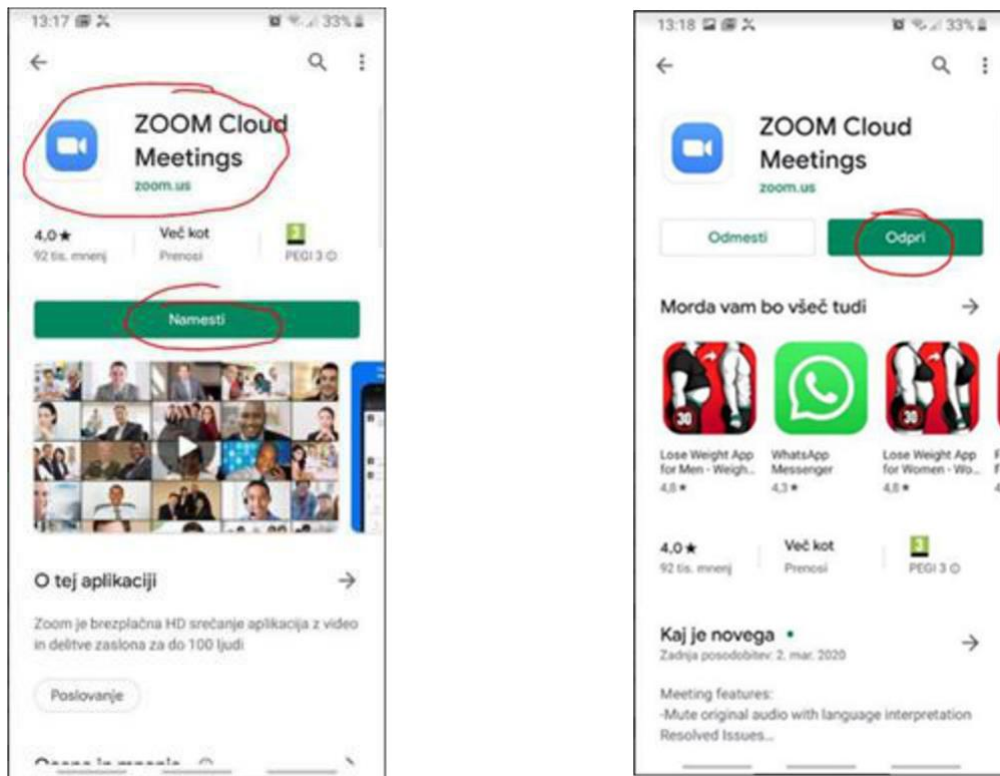 13:17
33%
ZOOM Cloud
Meetings
zoom.us
4,0★
92 tis. mnenj
Več kot
Prenosi
3
PEGI 3
Namesti
O tej aplikaciji
Zoom je brezplačna HD srečanje aplikacija z video
in delitve zaslona za do 100 ljudi
Poslovanje
13:18
33%
ZOOM Cloud
Meetings
zoom.us
Odmesti
Odpri
Morda vam bo všeč tudi
30
30
Lose Weight App
for Men - Weigh...
4,8★
WhatsApp
Messenger
4,3★
Lose Weight App
for Women - Wo...
4,8★
4,0★
92 tis. mnenj
Več kot
Prenosi
3
PEGI 3
Kaj je novega
Zadnja posodobitev: 2. mar. 2020
Meeting features:
-Mute original audio with language interpretation
Resolved Issues...